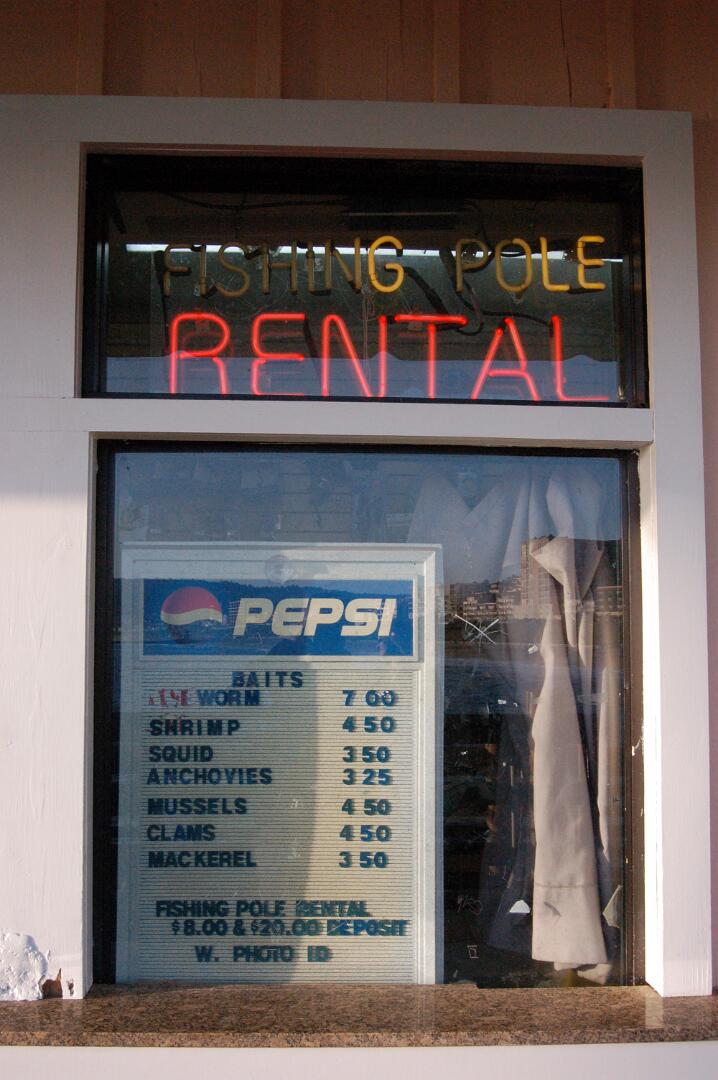 FISHING POLE
RENTAL
PEPSI
BAITS
WORM 7 00
SHRIMP 4 50
SQUID 3 50
ANCHOVIES 3 25
MUSSELS 4 50
CLAMS 4 50
MACKEREL 3 50
FISHING POLE RENTAL
$8.00 & $20.00 DEPOSIT
W. PHOTO ID